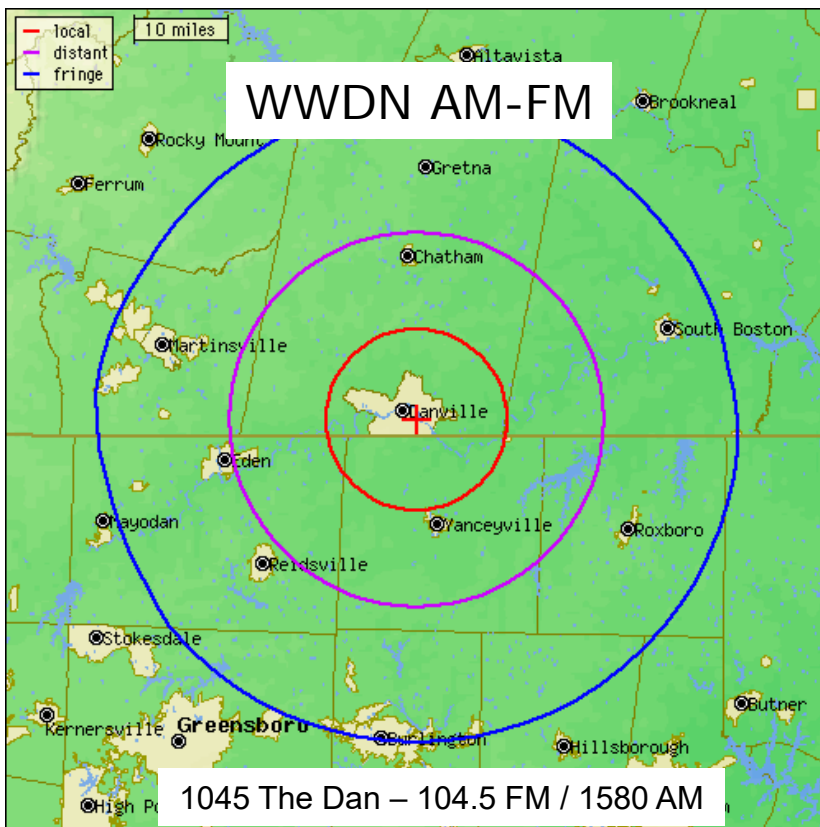 local
distant
fringe
10 miles
Altavista
WWDN AM-FM
Brookneal
Rocky Mount
Gretna
Ferrum
Chatham
South Boston
Martinsville
Danville
Eden
Mayodan
Yanceyville
Roxboro
Reidsville
Stokesdale
Butner
Kernersville
Greensboro
Burlington
Hillsborough
High
1045 The Dan – 104.5 FM / 1580 AM